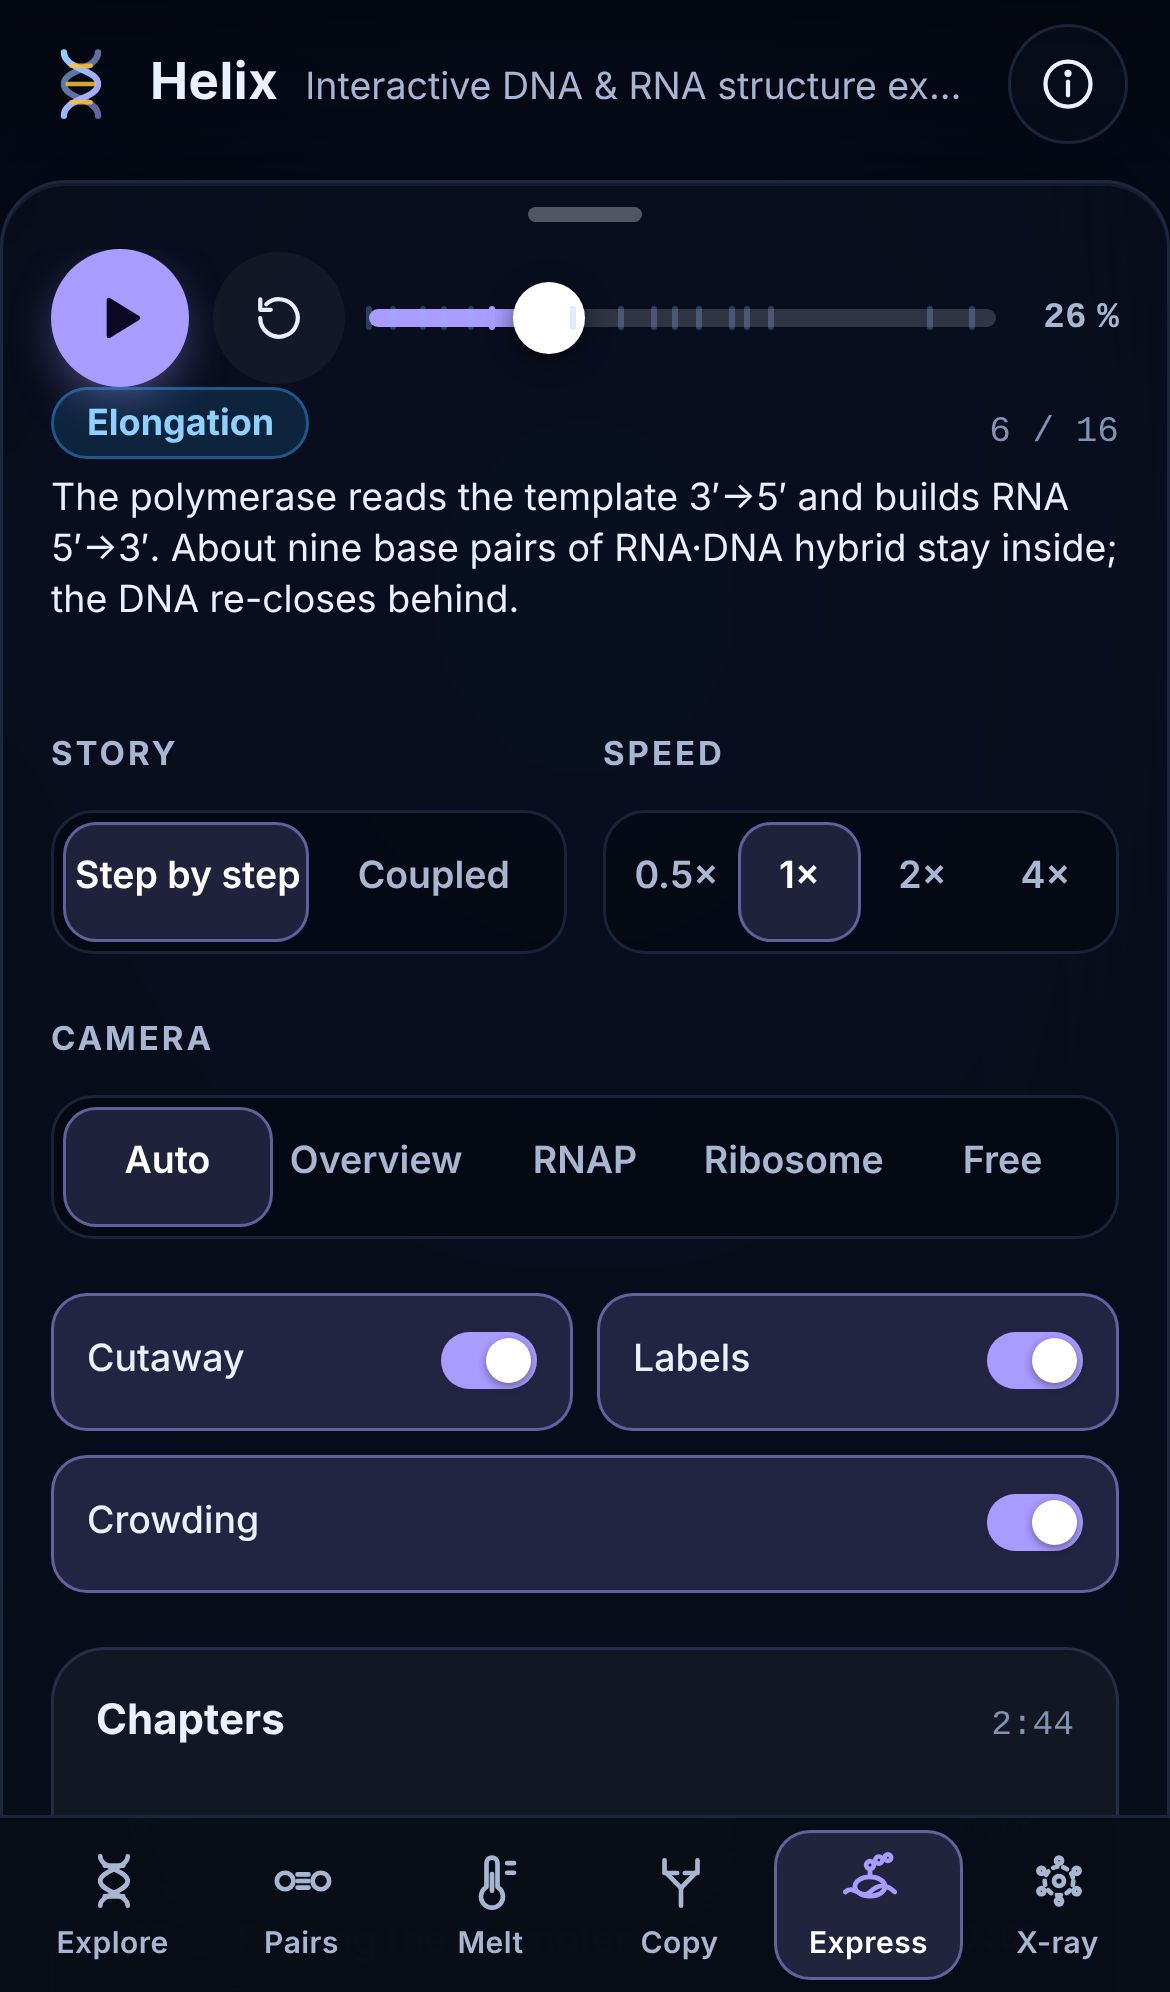 Helix Interactive DNA & RNA structure ex...
26 %
Elongation
6 / 16
The polymerase reads the template 3′→5′ and builds RNA
5′→3′. About nine base pairs of RNA·DNA hybrid stay inside;
the DNA re-closes behind.
STORY
SPEED
Step by step Coupled
0.5× 1× 2× 4×
CAMERA
Auto Overview RNAP Ribosome Free
Cutaway
Labels
Crowding
Chapters
2:44
Explore Pairs Melt Copy Express X-ray